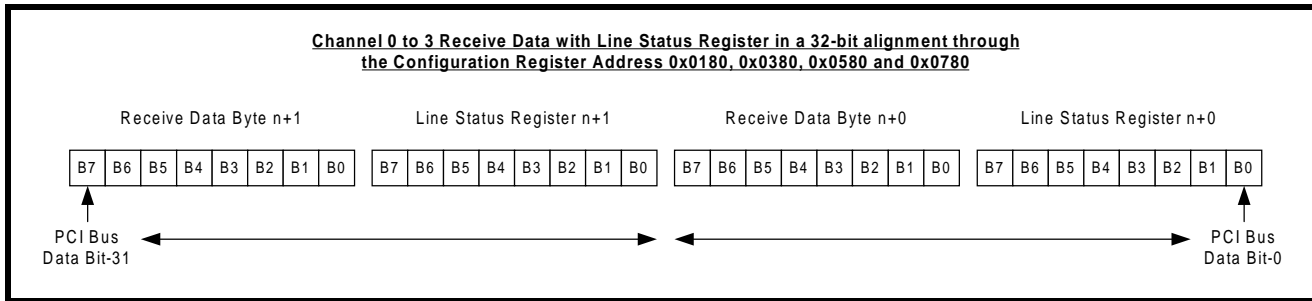 Channel 0 to 3 Receive Data with Line Status Register in a 32-bit alignment through
the Configuration Register Address 0x0180, 0x0380, 0x0580 and 0x0780
Receive Data Byte n+1 Line Status Register n+1 Receive Data Byte n+0 Line Status Register n+0
B7 B6 B5 B4 B3 B2 B1 B0 B7 B6 B5 B4 B3 B2 B1 B0 B7 B6 B5 B4 B3 B2 B1 B0 B7 B6 B5 B4 B3 B2 B1 B0
PCI Bus
Data Bit-31
PCI Bus
Data Bit-0